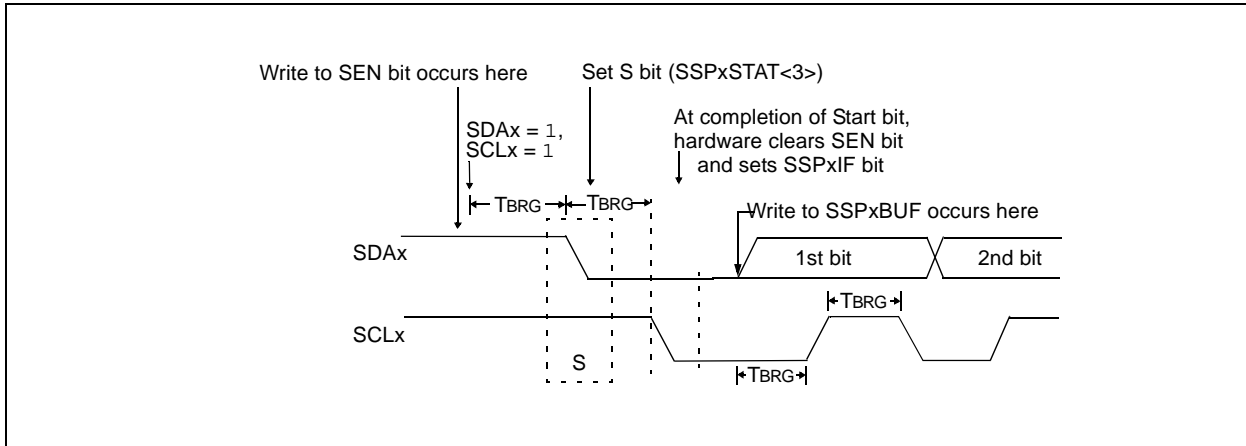 Write to SEN bit occurs here
Set S bit (SSPxSTAT<3>)
At completion of Start bit,
hardware clears SEN bit
and sets SSPxIF bit
SDAx = 1,
SCLx = 1
TBRG
TBRG
Write to SSPxBUF occurs here
SDAx
1st bit
2nd bit
TBRG
SCLx
S
TBRG